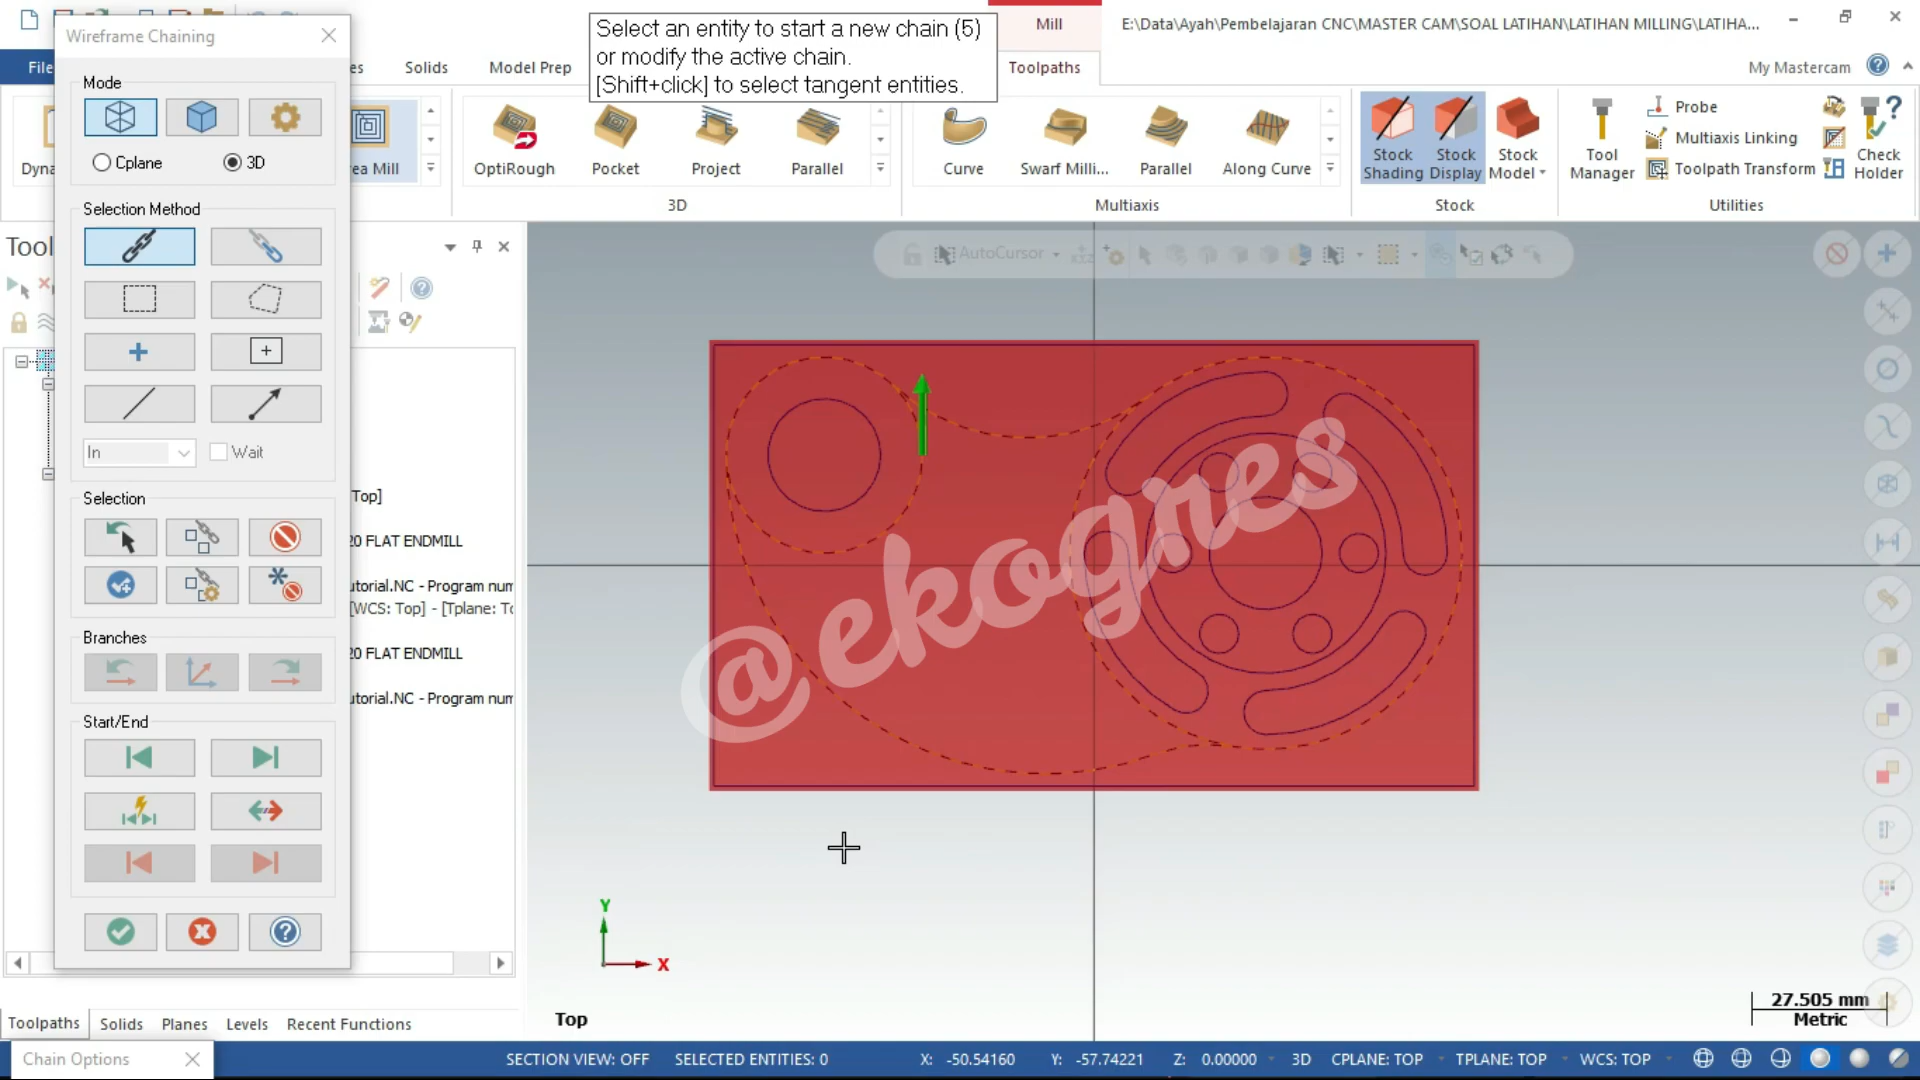 Wireframe Chaining
Mode
Cplane
3D
Selection Method
In
Wait
Selection
Branches
Start/End
Select an entity to start a new chain (5)
or modify the active chain.
[Shift+click] to select tangent entities.
Mill
E:\Data\Ayah\Pembelajaran CNC\MASTER CAM\SOAL LATIHAN\LATIHAN MILLING\LATIHA...
File
es
Solids
Model Prep
Toolpaths
My Mastercam
Dyna
ea Mill
OptiRough
Pocket
Project
Parallel
3D
Curve
Swarf Milli...
Parallel
Along Curve
Multiaxis
Stock Shading
Stock Display
Stock Model
Stock
Tool Manager
Probe
Multiaxis Linking
Toolpath Transform
Check Holder
Utilities
Tool
AutoCursor
Top]
20 FLAT ENDMILL
utorial.NC - Program num
[WCS: Top] - [Tplane: To
20 FLAT ENDMILL
utorial.NC - Program num
@ekogres
Y
X
Top
27.505 mm
Metric
Toolpaths
Solids
Planes
Levels
Recent Functions
Chain Options
SECTION VIEW: OFF
SELECTED ENTITIES: 0
X: -50.54160
Y: -57.74221
Z: 0.00000
3D
CPLANE: TOP
TPLANE: TOP
WCS: TOP